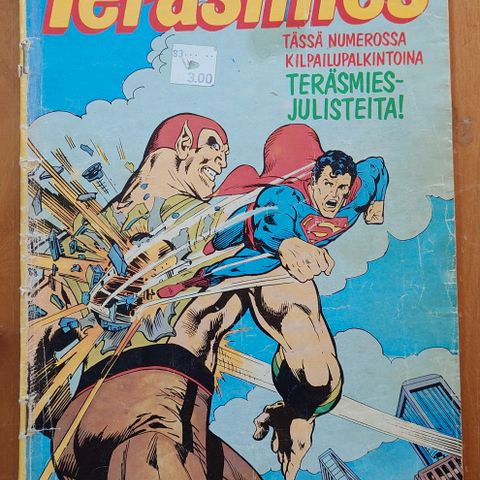 Teräsmies
TÄSSÄ NUMEROSSA
KILPAILUPALKINTOINA
TERÄSMIES-
JULISTEITA!
3.00
S